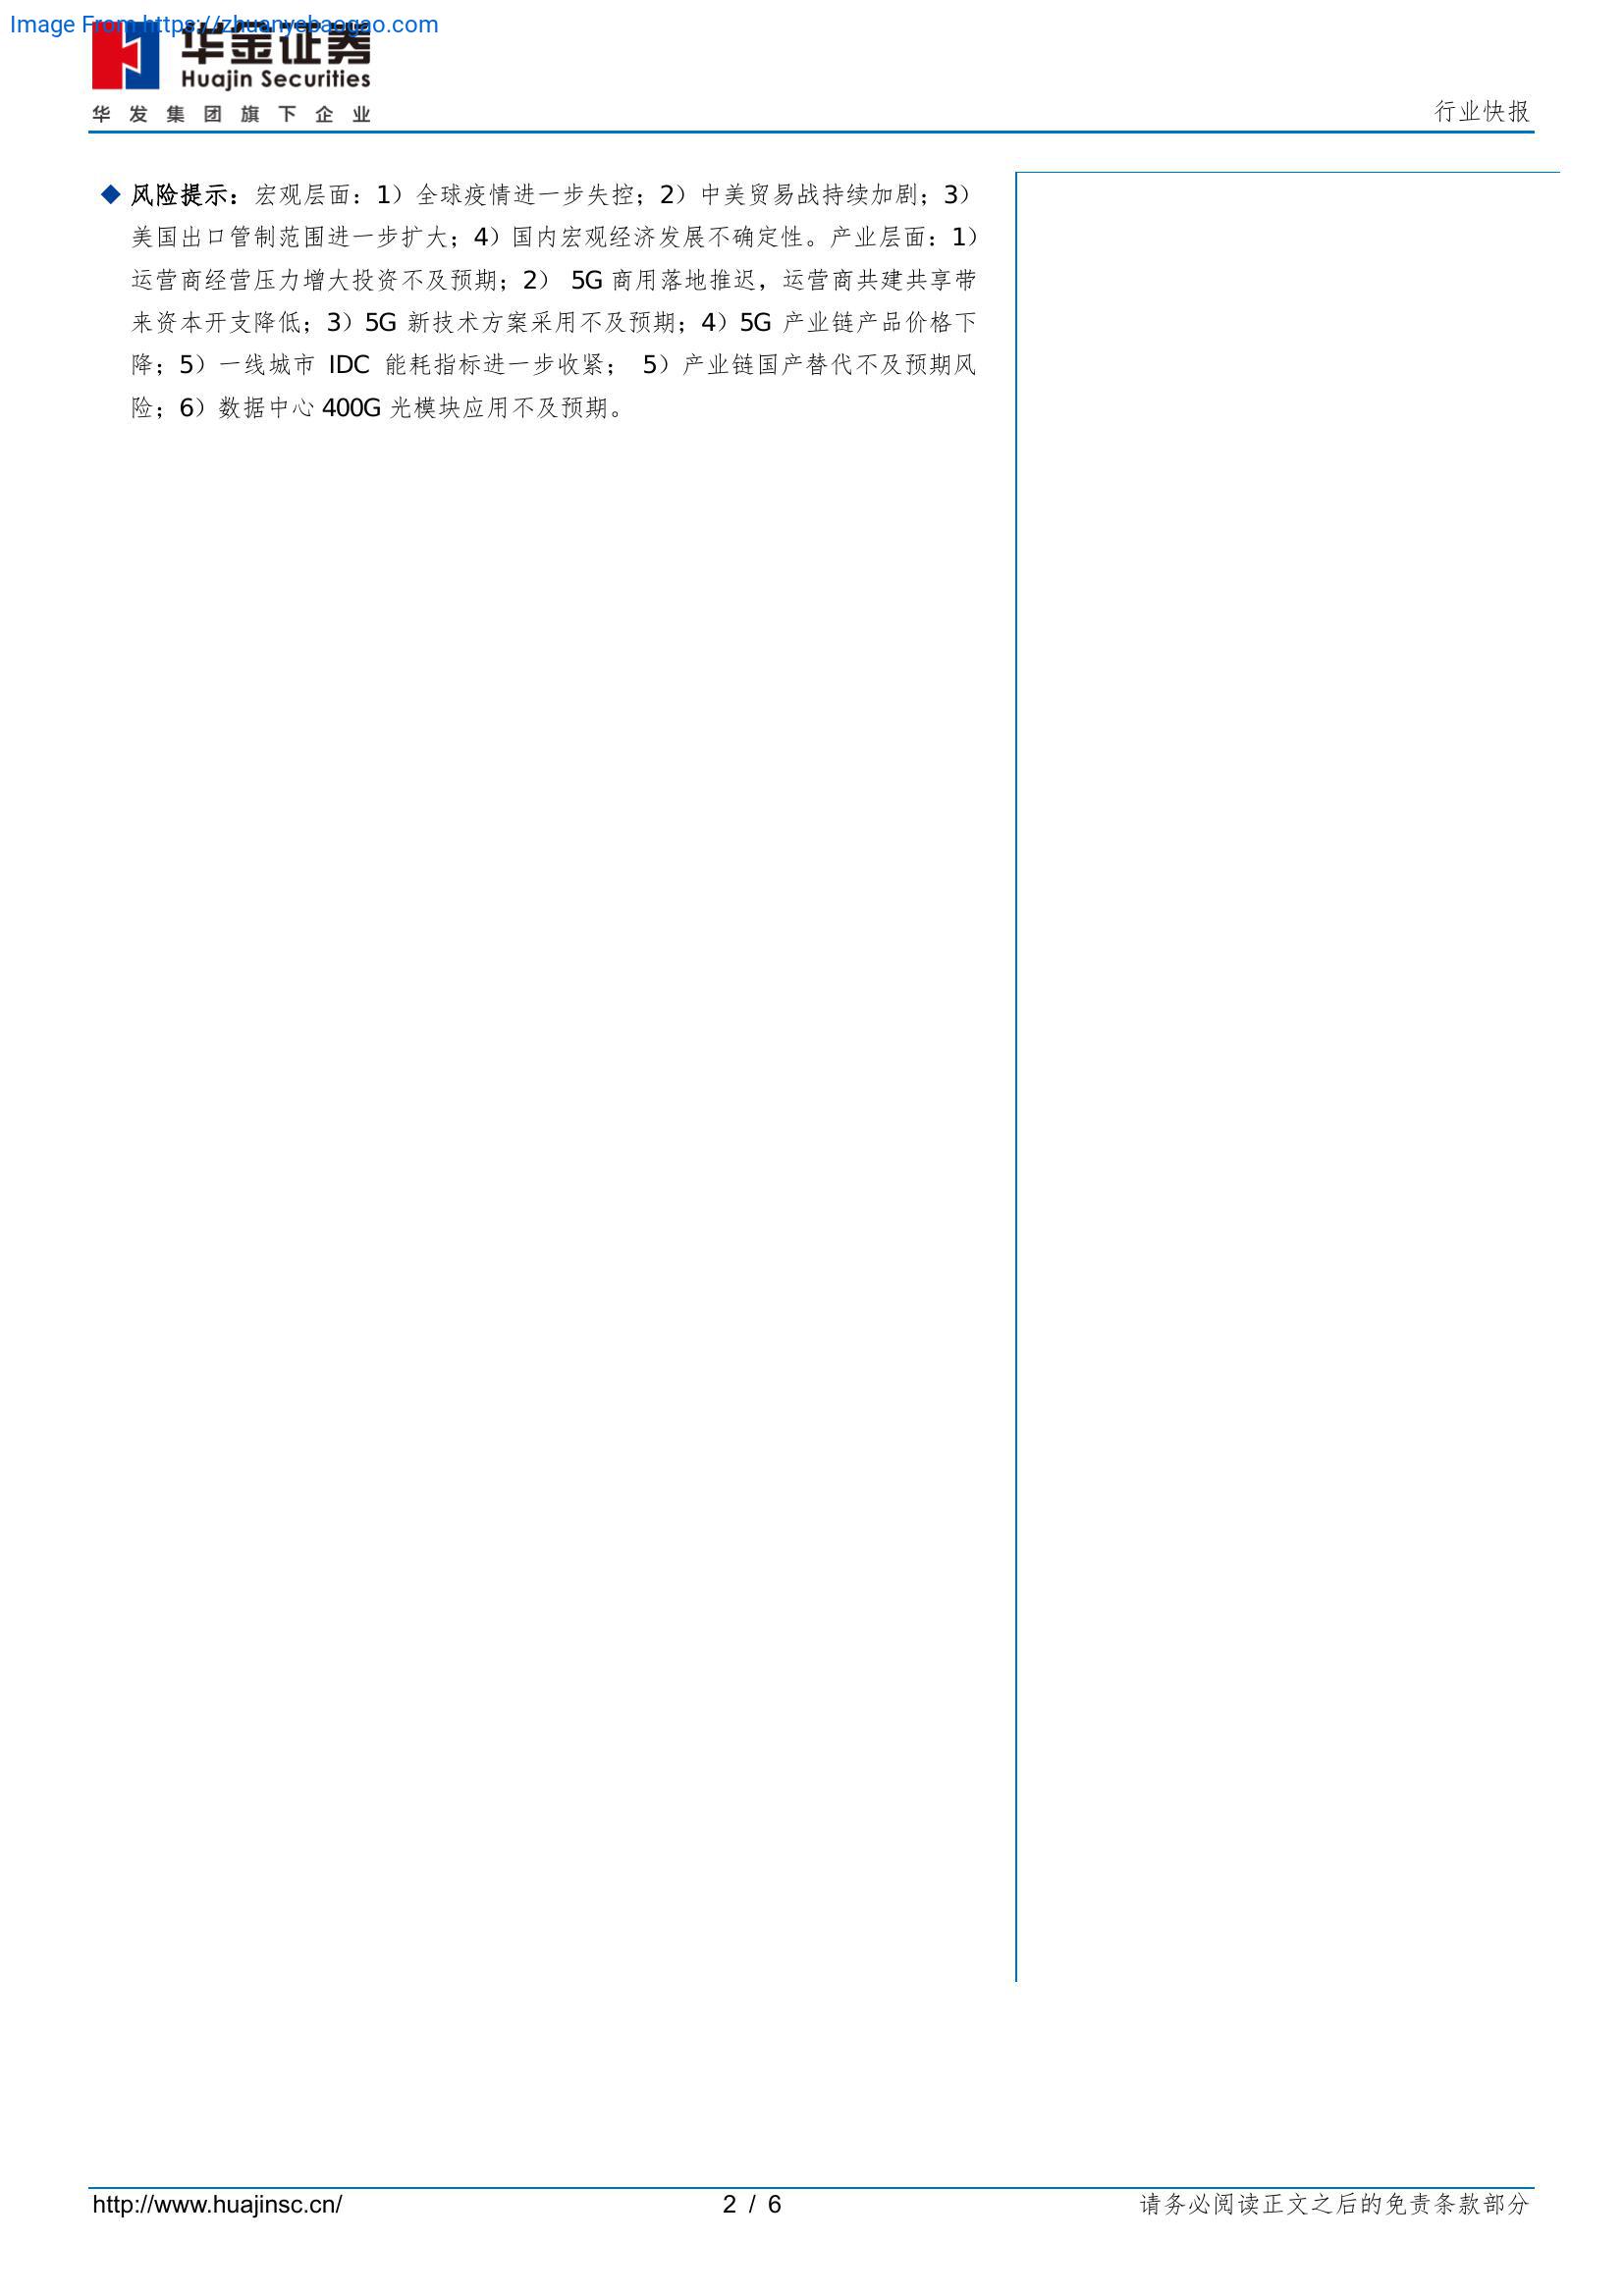 Image From https://zhuanyebaogao.com
华金证券
Huajin Securities
华发集团旗下企业
行业快报
◆ 风险提示：宏观层面：1）全球疫情进一步失控；2）中美贸易战持续加剧；3）
美国出口管制范围进一步扩大；4）国内宏观经济发展不确定性。产业层面：1）
运营商经营压力增大投资不及预期；2） 5G 商用落地推迟，运营商共建共享带
来资本开支降低；3）5G 新技术方案采用不及预期；4）5G 产业链产品价格下
降；5）一线城市 IDC 能耗指标进一步收紧； 5）产业链国产替代不及预期风
险；6）数据中心 400G 光模块应用不及预期。
http://www.huajinsc.cn/
2 / 6
请务必阅读正文之后的免责条款部分